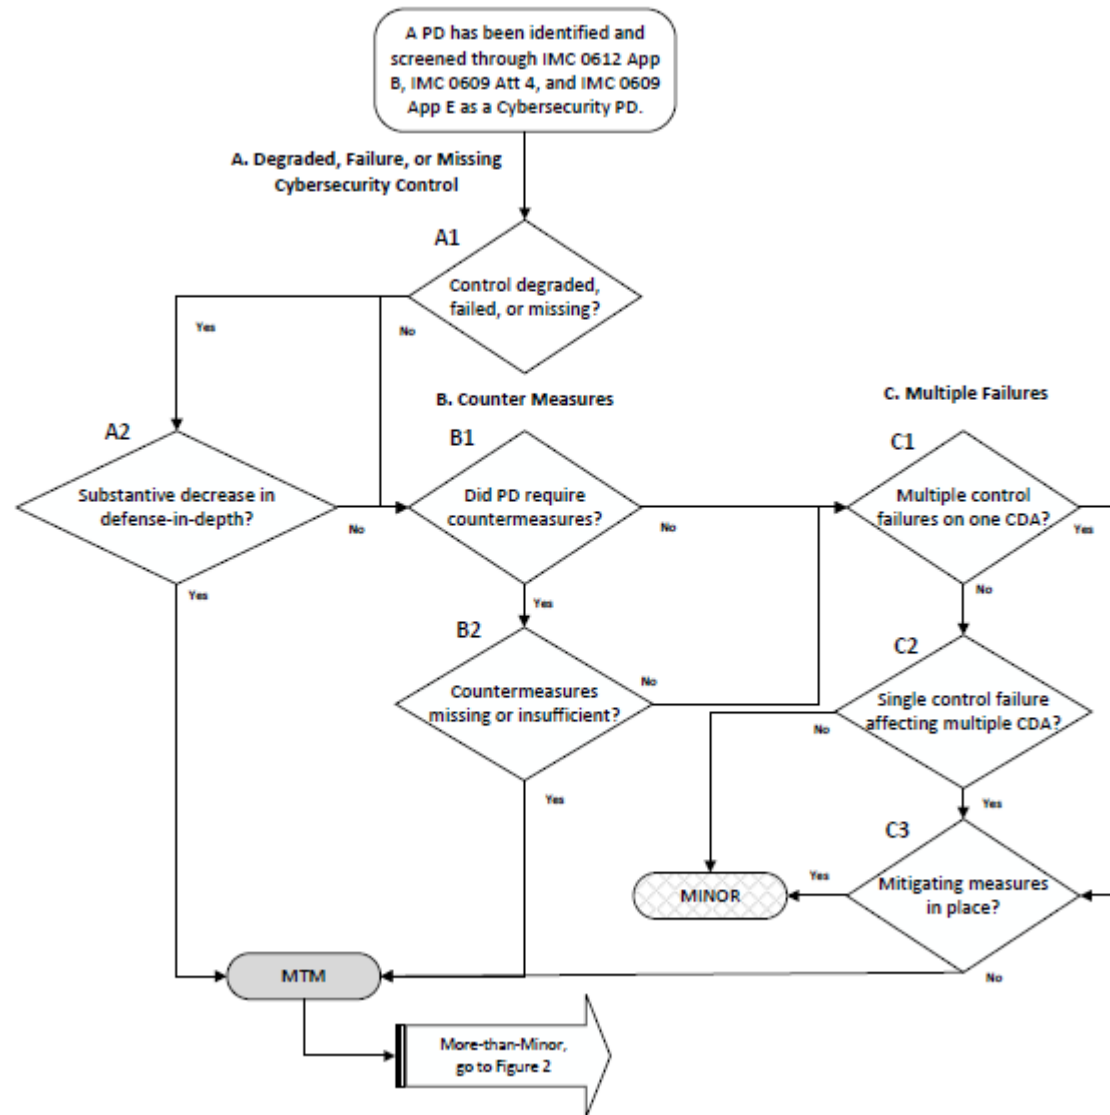 A PD has been identified and
screened through IMC 0612 App
B, IMC 0609 Att 4, and IMC 0609
App E as a Cybersecurity PD.
A. Degraded, Failure, or Missing
Cybersecurity Control
A1
Control degraded,
failed, or missing?
Yes
No
B. Counter Measures
C. Multiple Failures
A2
Substantive decrease in
defense-in-depth?
No
Yes
B1
Did PD require
countermeasures?
No
Yes
C1
Multiple control
failures on one CDA?
Yes
No
B2
Countermeasures
missing or insufficient?
No
Yes
C2
Single control failure
affecting multiple CDA?
No
Yes
C3
Mitigating measures
in place?
Yes
No
MINOR
MTM
More-than-Minor,
go to Figure 2